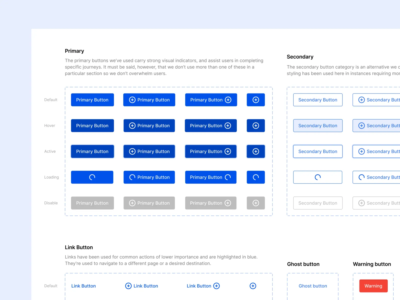 Primary
The primary buttons we've used carry strong visual indicators, and assist users in completing
specific journeys. It must be said, however, that we don't use more than one of these in a
particular section so we don't overwhelm users.
Default
Primary Button
Primary Button
Primary Button
Hover
Primary Button
Primary Button
Primary Button
Active
Primary Button
Primary Button
Primary Button
Loading
Primary Button
Primary Button
Disable
Primary Button
Primary Button
Primary Button
Secondary
The secondary button category is an alternative we c
styling has been used here in instances requiring mo
Secondary Button
Secondary Button
Secondary Button
Secondary Button
Secondary Button
Secondary Button
Secondary Button
Secondary Button
Secondary Button
Link Button
Links have been used for common actions of lower importance and are highlighted in blue.
They're used to navigate to a different page or a desired destination.
Default
Link Button
Link Button
Link Button
Ghost button
Ghost button
Warning button
Warning